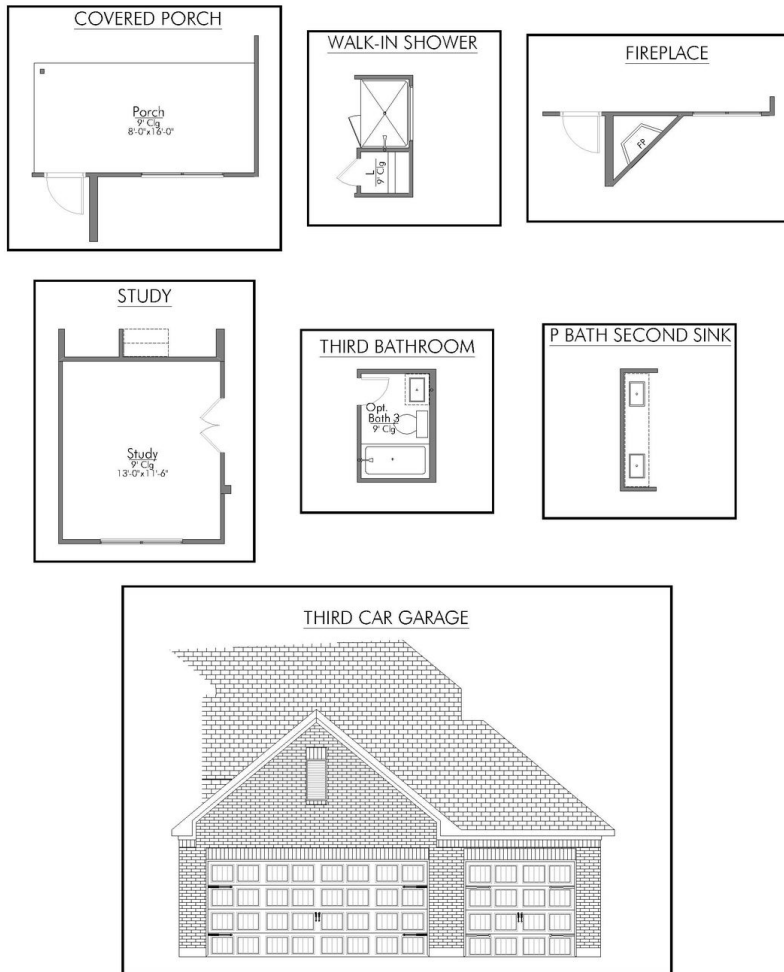 COVERED PORCH
Porch
9' Clg
8'-0"x16'-0"
WALK-IN SHOWER
L
9' Clg
FIREPLACE
FP
STUDY
Study
9' Clg
13'-0"x11'-6"
THIRD BATHROOM
Opt.
Bath 3
9' Clg
P BATH SECOND SINK
THIRD CAR GARAGE